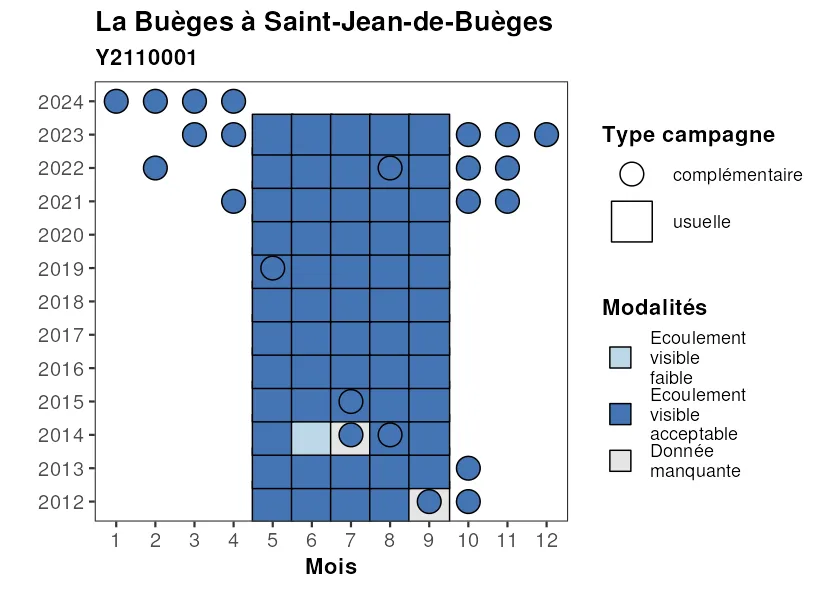 La Buèges à Saint-Jean-de-Buèges
Y2110001
2024
2023
2022
2021
2020
2019
2018
2017
2016
2015
2014
2013
2012
1 2 3 4 5 6 7 8 9 10 11 12
Mois
Type campagne
complémentaire
usuelle
Modalités
Ecoulement
visible
faible
Ecoulement
visible
acceptable
Donnée
manquante